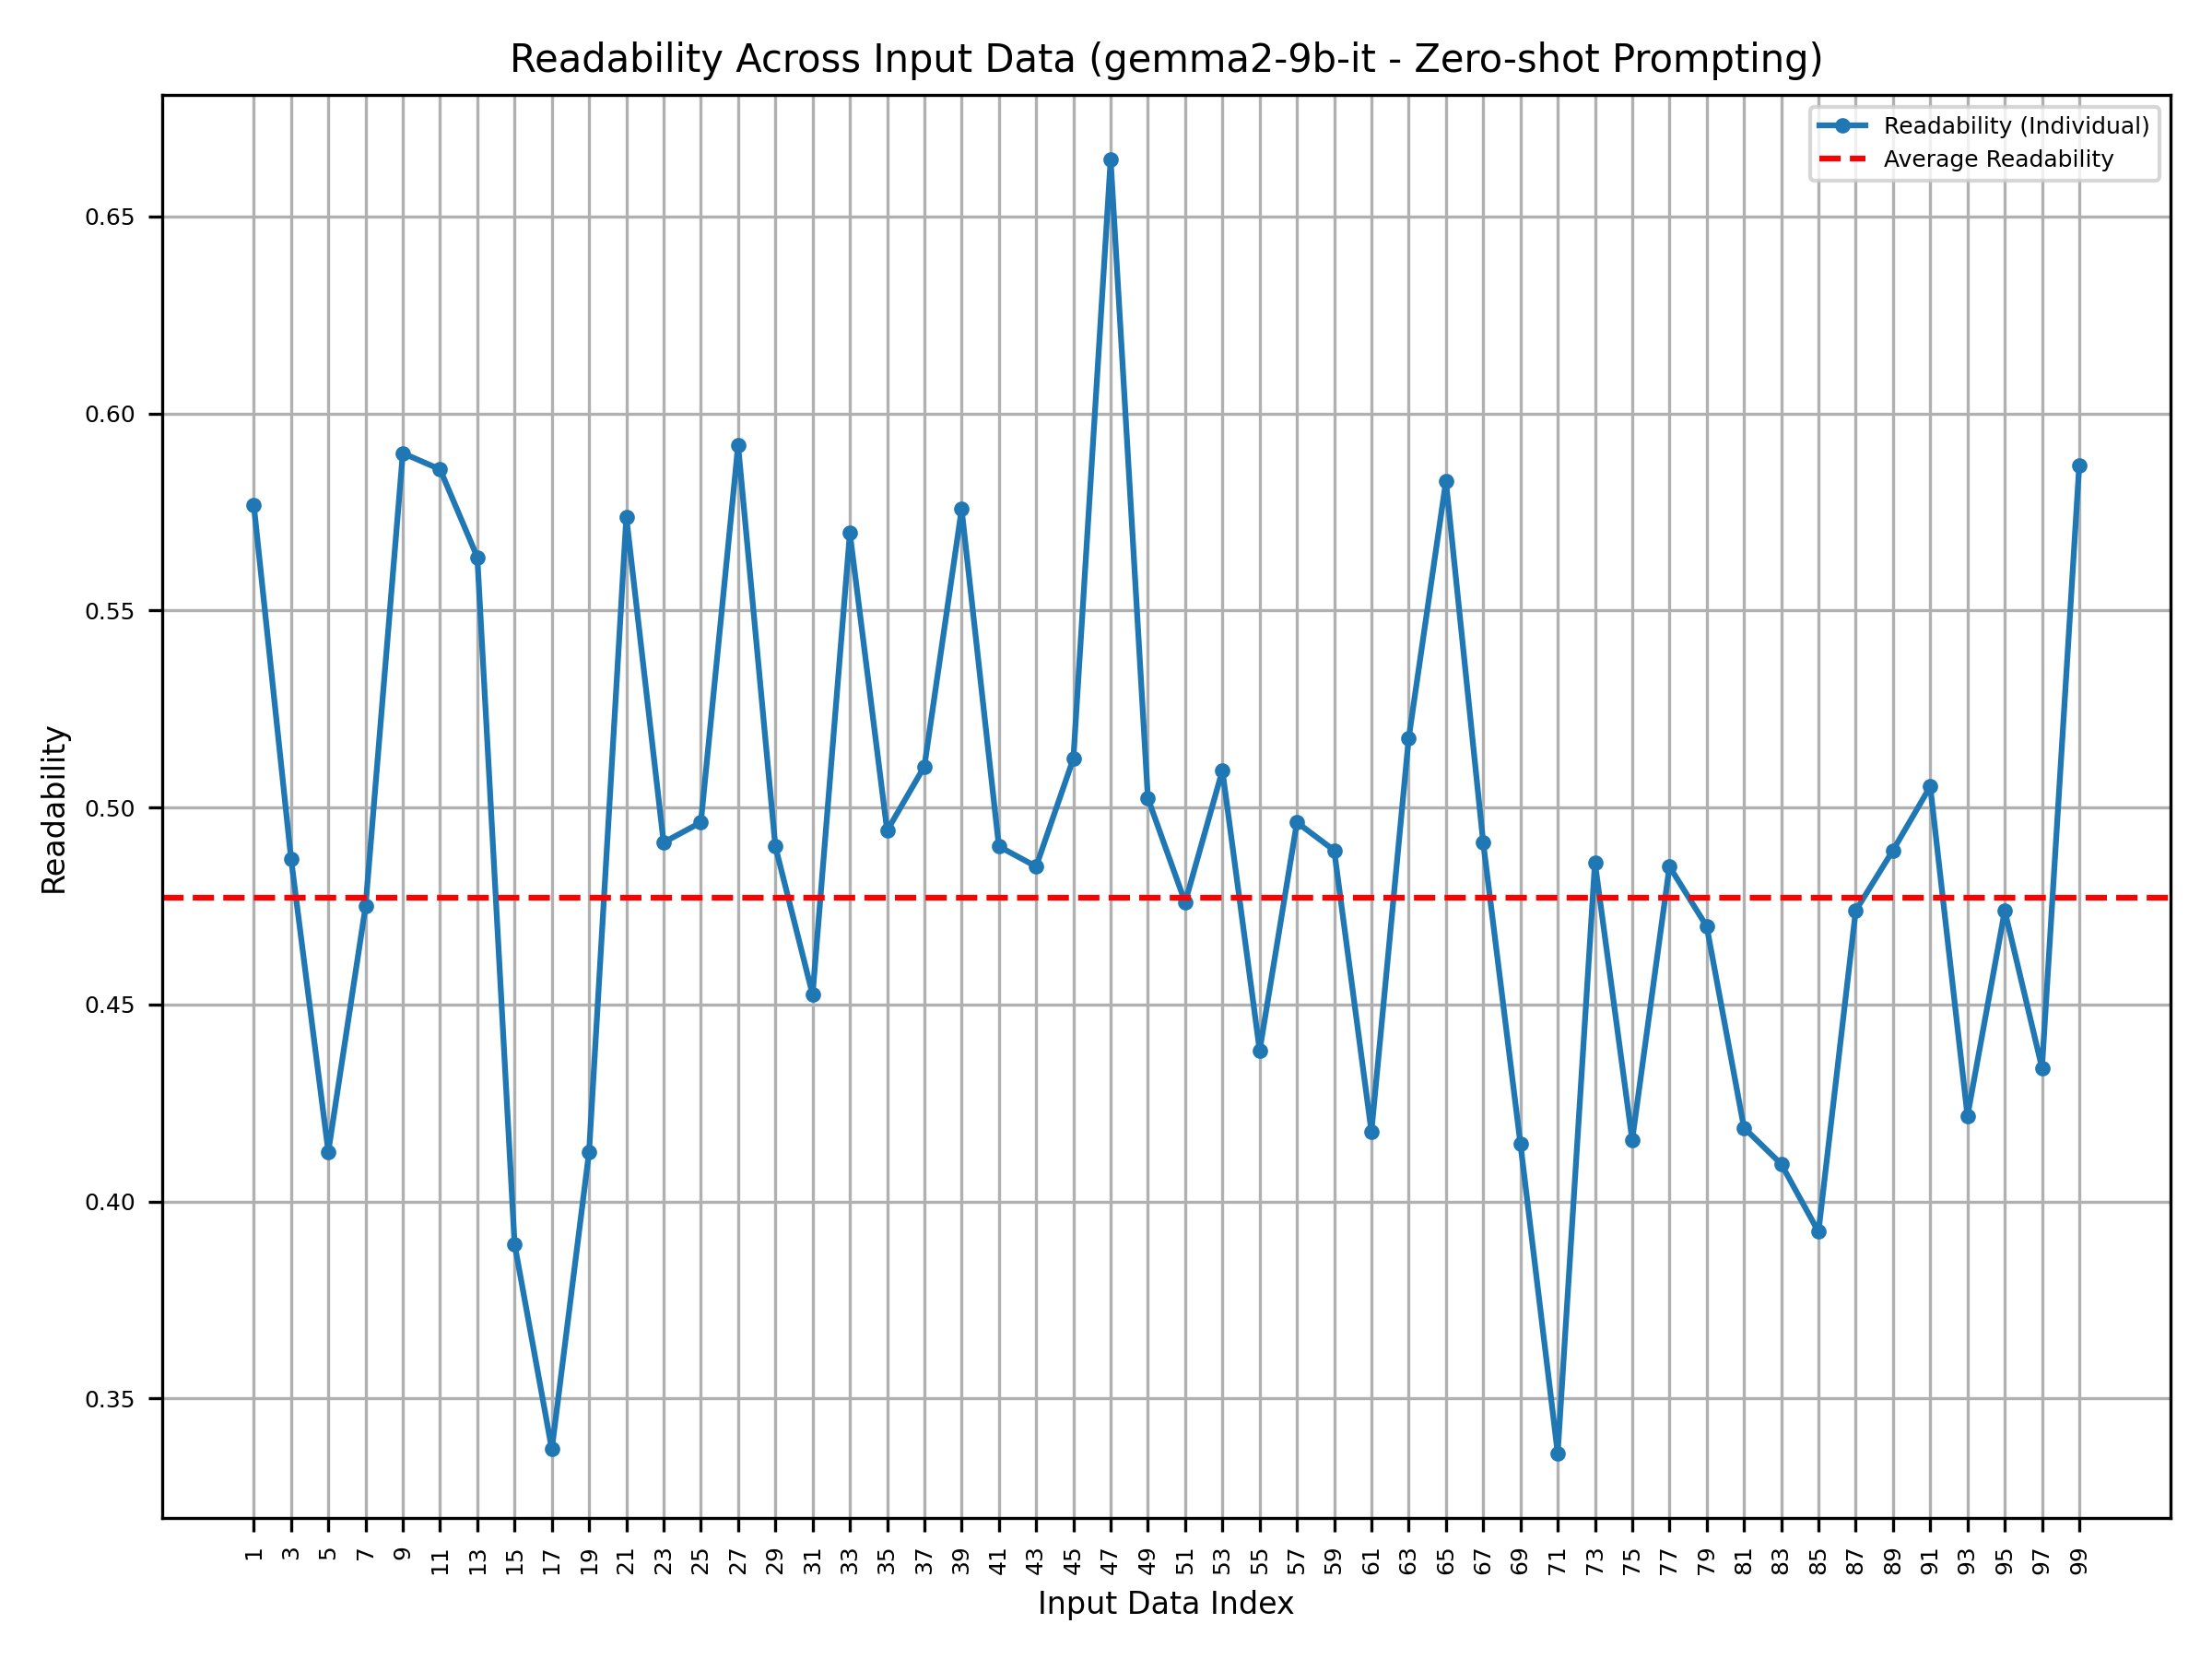 Readability Across Input Data (gemma2-9b-it - Zero-shot Prompting)
Readability (Individual)
Average Readability
Readability
0.65
0.60
0.55
0.50
0.45
0.40
0.35
1 3 5 7 9 11 13 15 17 19 21 23 25 27 29 31 33 35 37 39 41 43 45 47 49 51 53 55 57 59 61 63 65 67 69 71 73 75 77 79 81 83 85 87 89 91 93 95 97 99
Input Data Index